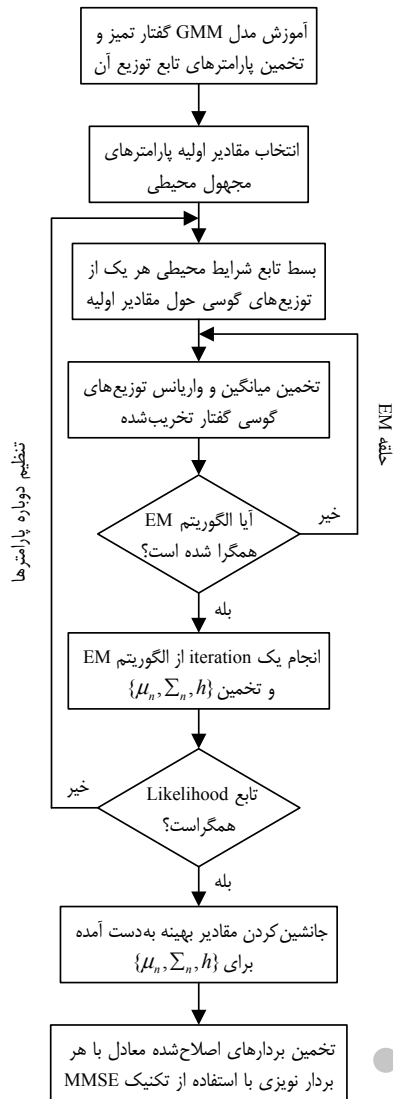 آموزش مدل GMM گفتار تمیز و
تخمین پارامترهای تابع توزیع آن
انتخاب مقادیر اولیه پارامترهای
مجهول محیطی
بسط تابع شرایط محیطی هر یک از
توزیع‌های گوسی حول مقادیر اولیه
تخمین میانگین و واریانس توزیع‌های
گوسی گفتار تخریب‌شده
حلقه EM
تنظیم دوباره پارامترها
آیا الگوریتم EM
همگرا شده است؟
خیر
بله
انجام یک iteration از الگوریتم EM
و تخمین {μ_n, Σ_n, h}
تابع Likelihood
همگراست؟
خیر
بله
جانشین‌کردن مقادیر بهینه به‌دست آمده
برای {μ_n, Σ_n, h}
تخمین بردارهای اصلاح‌شده معادل با هر
بردار نویزی با استفاده از تکنیک MMSE